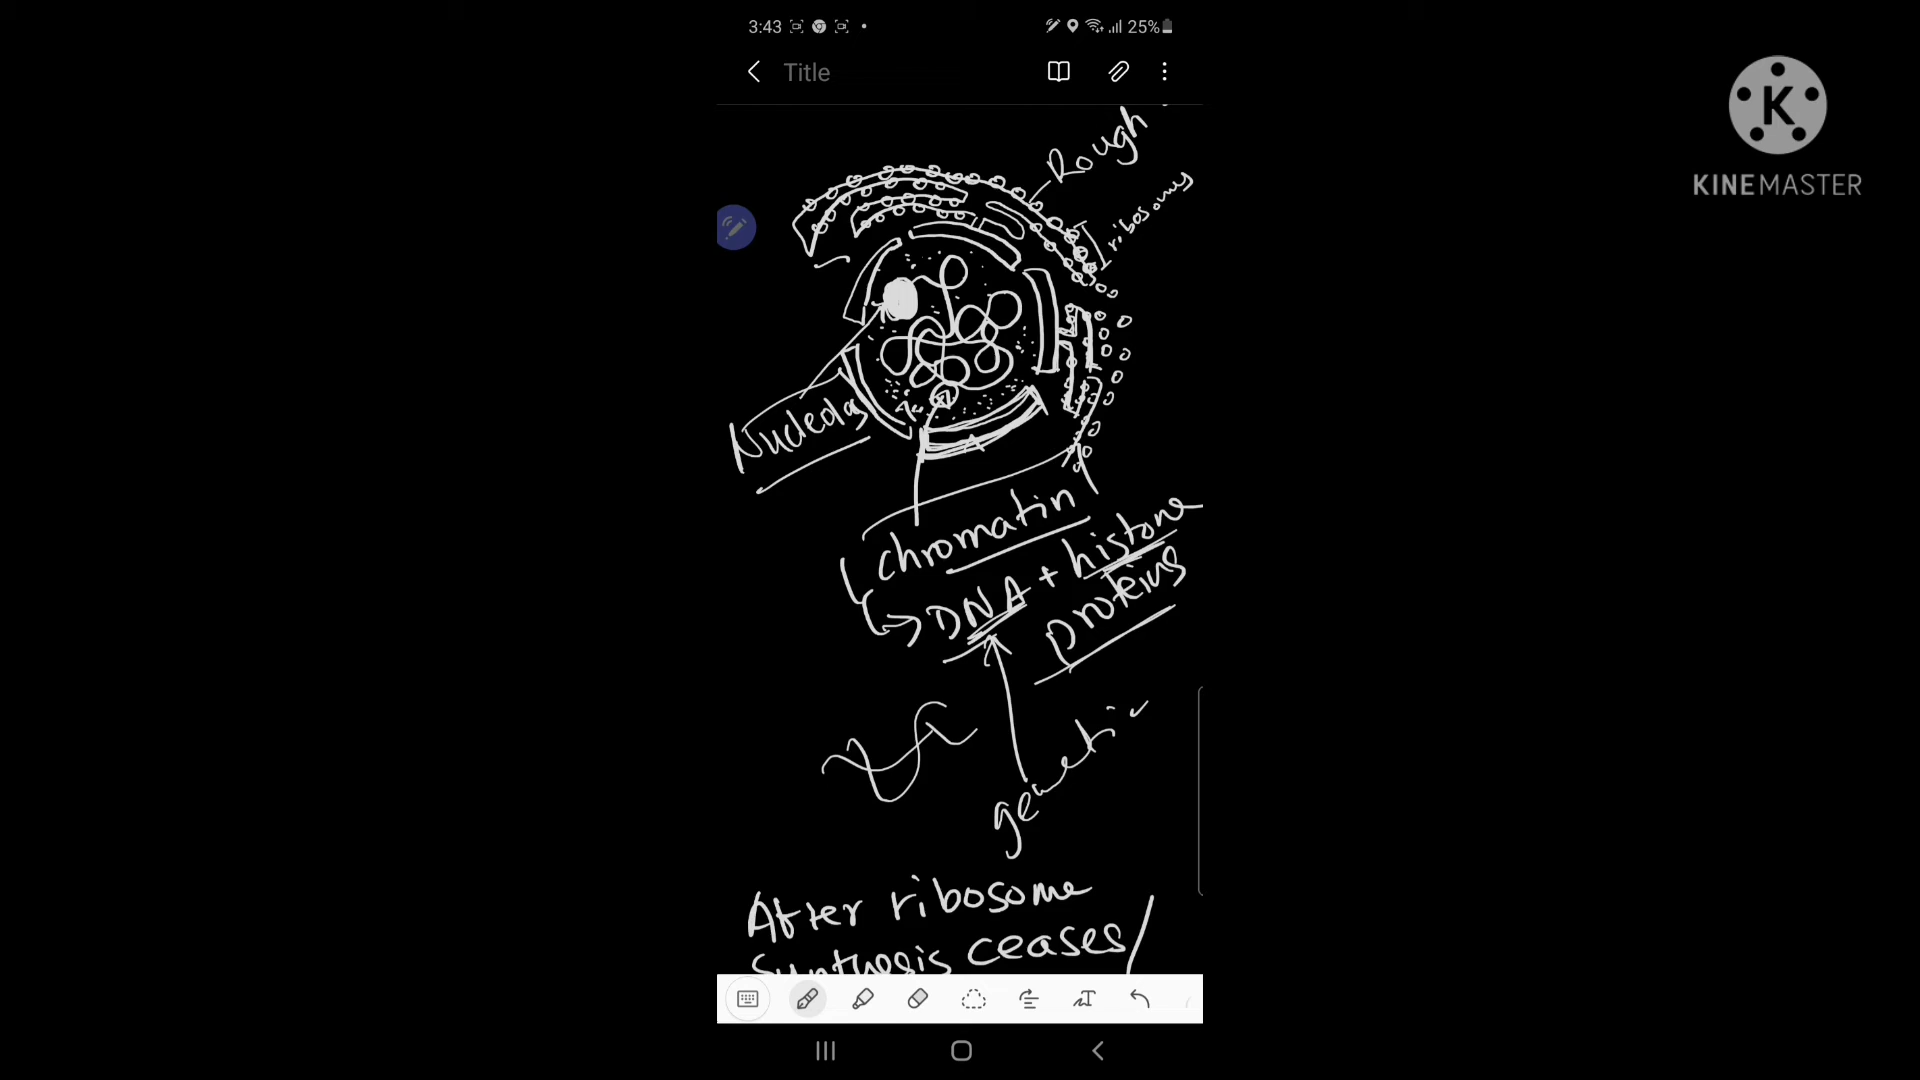 3:43
25%
Title
KINEMASTER
Rough
ribosomes
Nucleolus
chromatin
DNA + histone
proteins
genetic
After ribosome
synthesis ceases/